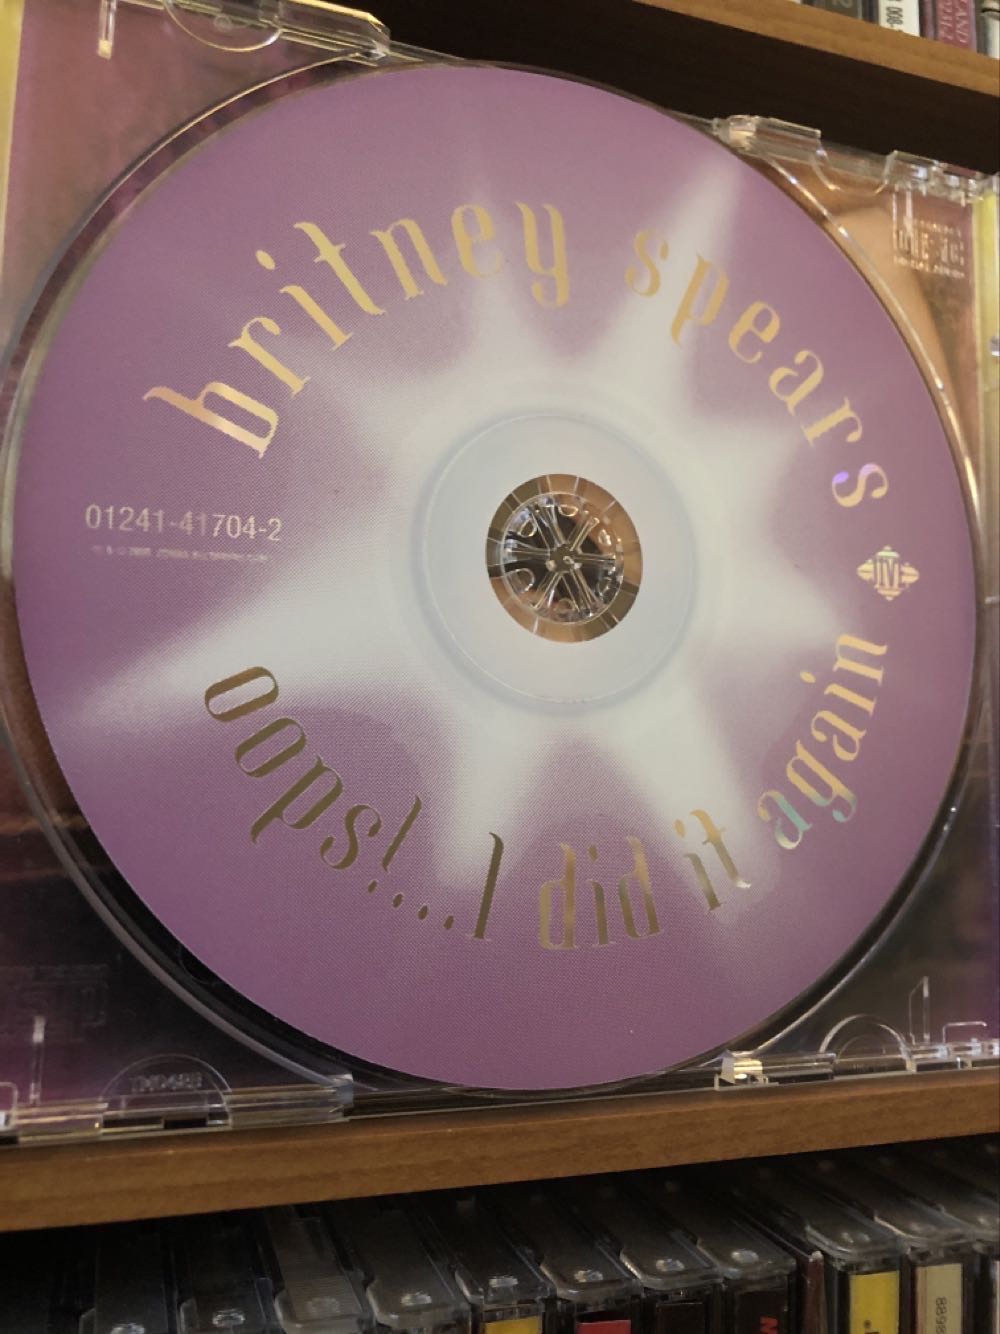 britney spears
01241-41704-2
oops!...I did it again